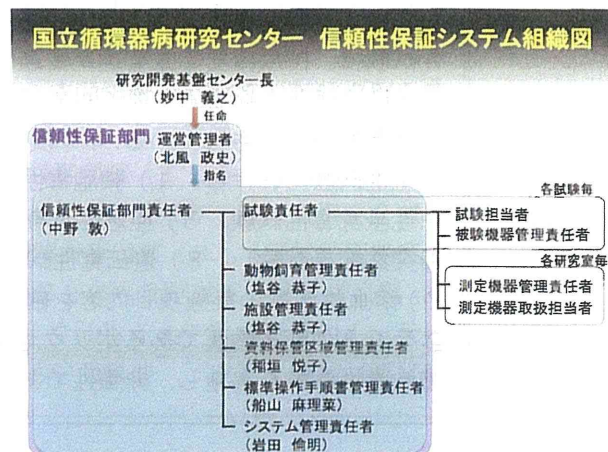 国立循環器病研究センター 信頼性保証システム組織図
研究開発基盤センター長
(妙中 義之)
任命
信頼性保証部門 運営管理者
(北風 政史)
指名
信頼性保証部門責任者
(中野 敦)
試験責任者
各試験毎
試験担当者
被験機器管理責任者
各研究室毎
測定機器管理責任者
測定機器取扱担当者
動物飼育管理責任者
(塩谷 恭子)
施設管理責任者
(塩谷 恭子)
資料保管区域管理責任者
(稲垣 悦子)
標準操作手順書管理責任者
(船山 麻理菜)
システム管理責任者
(岩田 倫明)